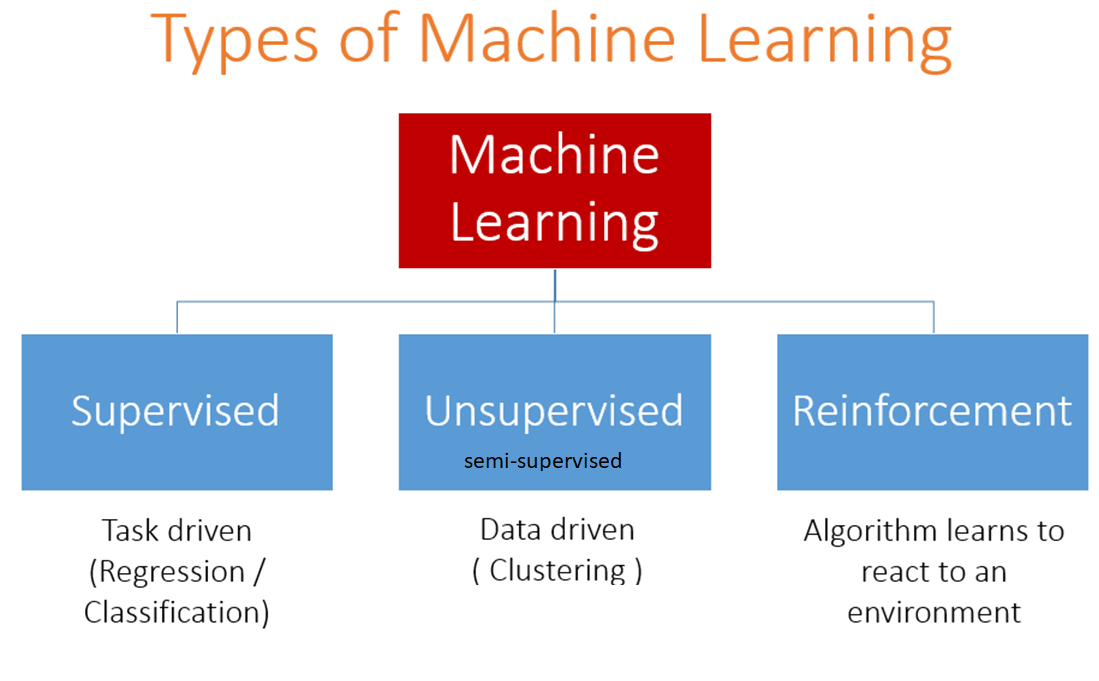 Types of Machine Learning
Machine
Learning
Supervised
Unsupervised
semi-supervised
Reinforcement
Task driven
(Regression /
Classification)
Data driven
( Clustering )
Algorithm learns to
react to an
environment